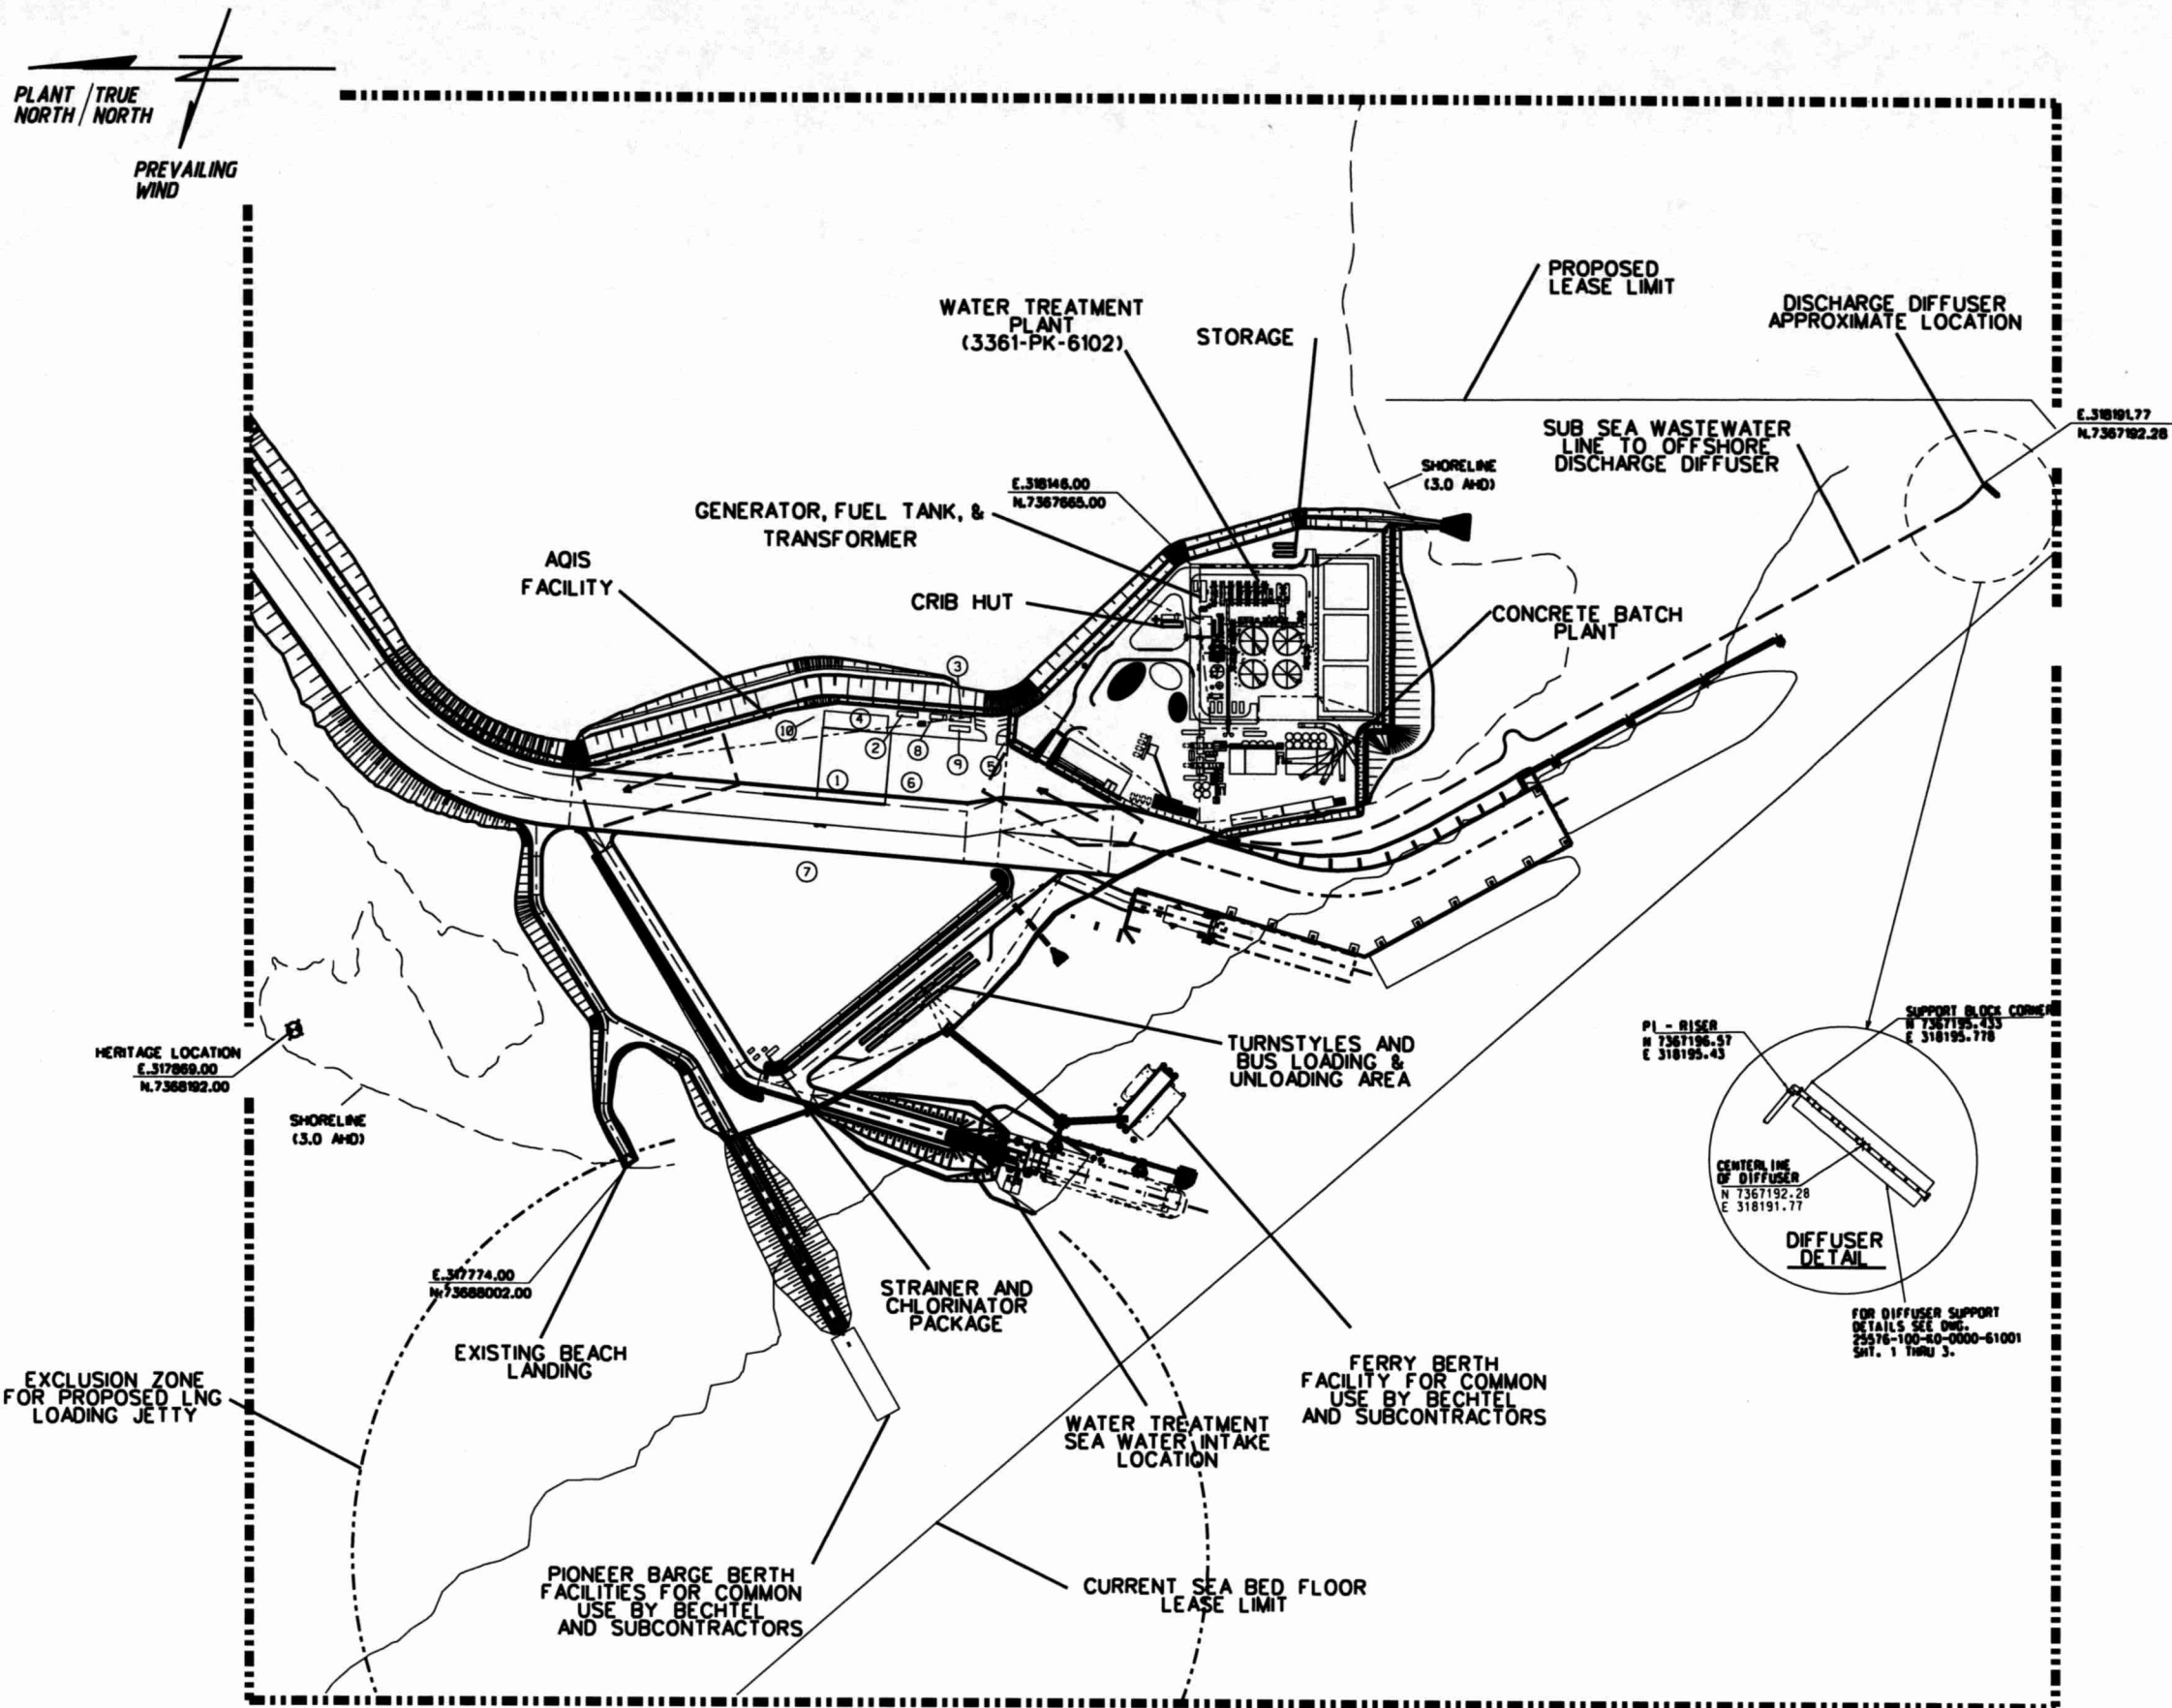 PLANT / TRUE
NORTH / NORTH
PREVAILING
WIND
PROPOSED
LEASE LIMIT
DISCHARGE DIFFUSER
APPROXIMATE LOCATION
WATER TREATMENT
PLANT
(3361-PK-6102)
STORAGE
E.318191.77
N.7367192.28
SUB SEA WASTEWATER
LINE TO OFFSHORE
DISCHARGE DIFFUSER
SHORELINE
(3.0 AHD)
E.318146.00
N.7367665.00
GENERATOR, FUEL TANK, &
TRANSFORMER
AQIS
FACILITY
CRIB HUT
CONCRETE BATCH
PLANT
3
10
4
2
8
9
5
1
6
7
HERITAGE LOCATION
E.317869.00
N.7368192.00
SHORELINE
(3.0 AHD)
TURNSTYLES AND
BUS LOADING &
UNLOADING AREA
PI - RISER
N 7367196.57
E 318195.43
SUPPORT BLOCK CORNER
N 7367195.433
E 318195.778
CENTERLINE
OF DIFFUSER
N 7367192.28
E 318191.77
DIFFUSER
DETAIL
FOR DIFFUSER SUPPORT
DETAILS SEE DWG.
25576-100-K0-0000-61001
SHT. 1 THRU 3.
E.317774.00
N.73688002.00
EXISTING BEACH
LANDING
STRAINER AND
CHLORINATOR
PACKAGE
EXCLUSION ZONE
FOR PROPOSED LNG
LOADING JETTY
WATER TREATMENT
SEA WATER INTAKE
LOCATION
FERRY BERTH
FACILITY FOR COMMON
USE BY BECHTEL
AND SUBCONTRACTORS
PIONEER BARGE BERTH
FACILITIES FOR COMMON
USE BY BECHTEL
AND SUBCONTRACTORS
CURRENT SEA BED FLOOR
LEASE LIMIT